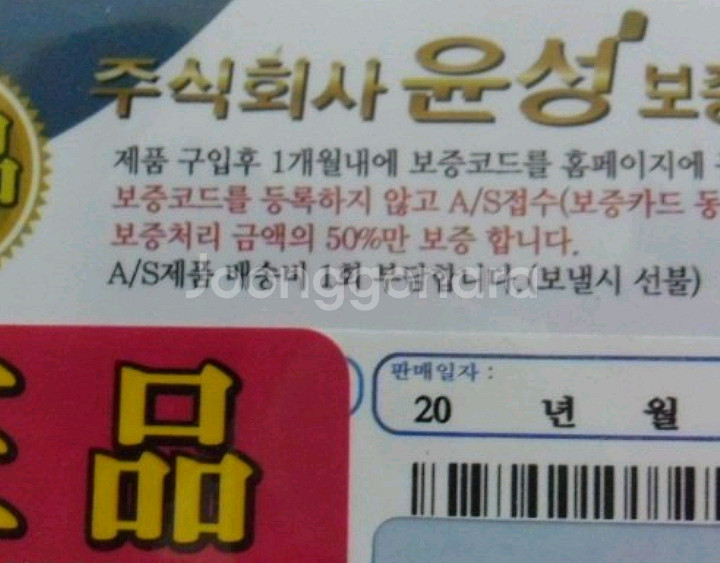 주식회사 윤성 보증
제품 구입후 1개월내에 보증코드를 홈페이지에
보증코드를 등록하지 않고 A/S접수(보증카드 동
보증처리 금액의 50%만 보증 합니다.
A/S제품 배송비 1회 부담합니다.(보낼시 선불)
Joonggonara
판매일자 :
20 년 월
品